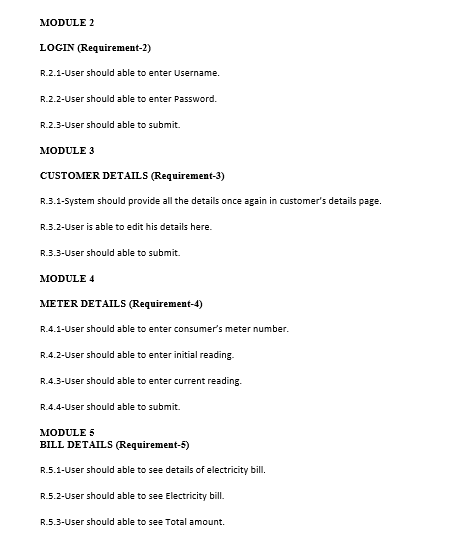 MODULE 2
LOGIN (Requirement-2)
R.2.1-User should able to enter Username.
R.2.2-User should able to enter Password.
R.2.3-User should able to submit.
MODULE 3
CUSTOMER DETAILS (Requirement-3)
R.3.1-System should provide all the details once again in customer's details page.
R.3.2-User is able to edit his details here.
R.3.3-User should able to submit.
MODULE 4
METER DETAILS (Requirement-4)
R.4.1-User should able to enter consumer's meter number.
R.4.2-User should able to enter initial reading.
R.4.3-User should able to enter current reading.
R.4.4-User should able to submit.
MODULE 5
BILL DETAILS (Requirement-5)
R.5.1-User should able to see details of electricity bill.
R.5.2-User should able to see Electricity bill.
R.5.3-User should able to see Total amount.